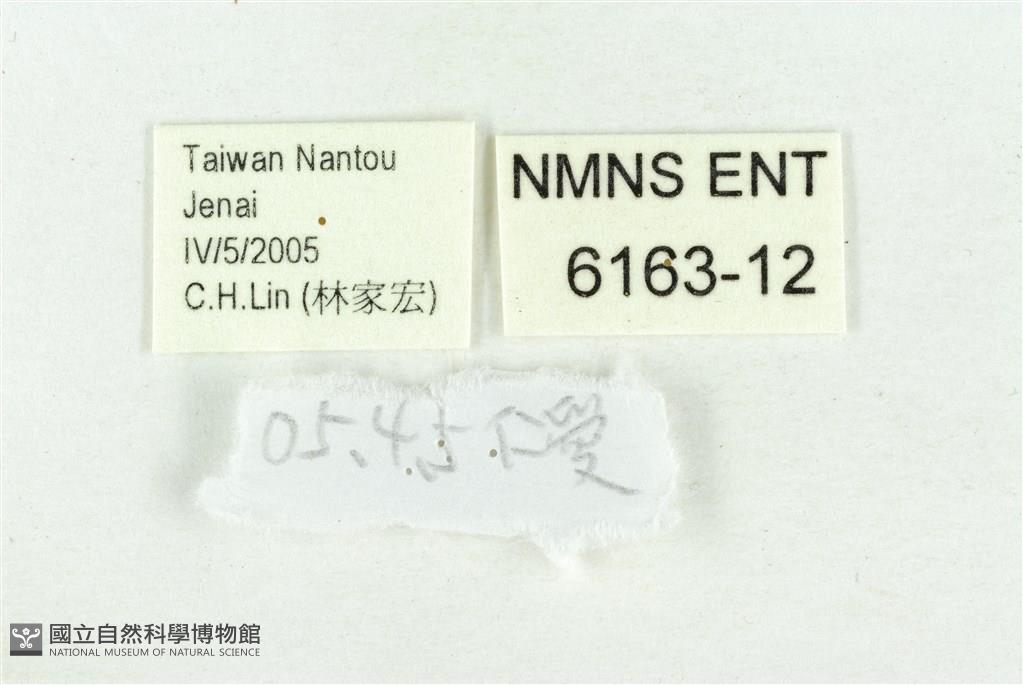 Taiwan Nantou
Jenai
IV/5/2005
C.H.Lin (林家宏)
NMNS ENT
6163-12
05.4.5 仁愛
國立自然科學博物館
NATIONAL MUSEUM OF NATURAL SCIENCE